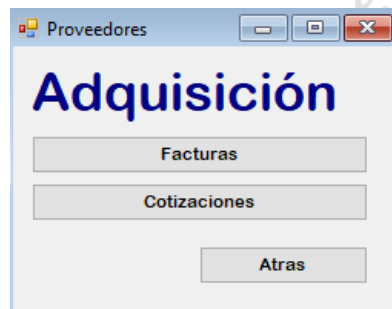 Proveedores
Adquisición
Facturas
Cotizaciones
Atras